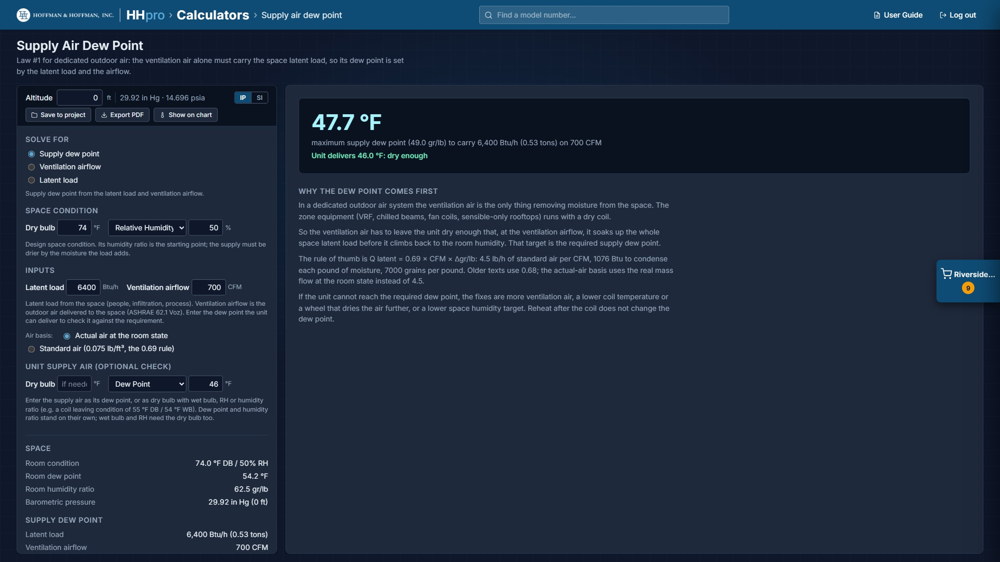 HOFFMAN & HOFFMAN, INC.
HHpro › Calculators › Supply air dew point
Find a model number...
User Guide
Log out
Supply Air Dew Point
Law #1 for dedicated outdoor air: the ventilation air alone must carry the space latent load, so its dew point is set
by the latent load and the airflow.
Altitude 0 ft 29.92 in Hg · 14.696 psia IP SI
Save to project Export PDF Show on chart
SOLVE FOR
Supply dew point
Ventilation airflow
Latent load
Supply dew point from the latent load and ventilation airflow.
SPACE CONDITION
Dry bulb 74 °F Relative Humidity 50 %
Design space condition. Its humidity ratio is the starting point; the supply must be
drier by the moisture the load adds.
INPUTS
Latent load 6400 Btu/h Ventilation airflow 700 CFM
Latent load from the space (people, infiltration, process). Ventilation airflow is the
outdoor air delivered to the space (ASHRAE 62.1 Voz). Enter the dew point the unit
can deliver to check it against the requirement.
Air basis: Actual air at the room state
Standard air (0.075 lb/ft³, the 0.69 rule)
UNIT SUPPLY AIR (OPTIONAL CHECK)
Dry bulb if neede °F Dew Point 46 °F
Enter the supply air as its dew point, or as dry bulb with wet bulb, RH or humidity
ratio (e.g. a coil leaving condition of 55 °F DB / 54 °F WB). Dew point and humidity
ratio stand on their own; wet bulb and RH need the dry bulb too.
SPACE
Room condition 74.0 °F DB / 50% RH
Room dew point 54.2 °F
Room humidity ratio 62.5 gr/lb
Barometric pressure 29.92 in Hg (0 ft)
SUPPLY DEW POINT
Latent load 6,400 Btu/h (0.53 tons)
Ventilation airflow 700 CFM
47.7 °F
maximum supply dew point (49.0 gr/lb) to carry 6,400 Btu/h (0.53 tons) on 700 CFM
Unit delivers 46.0 °F: dry enough
WHY THE DEW POINT COMES FIRST
In a dedicated outdoor air system the ventilation air is the only thing removing moisture from the space. The
zone equipment (VRF, chilled beams, fan coils, sensible-only rooftops) runs with a dry coil.
So the ventilation air has to leave the unit dry enough that, at the ventilation airflow, it soaks up the whole
space latent load before it climbs back to the room humidity. That target is the required supply dew point.
The rule of thumb is Q latent = 0.69 × CFM × Δgr/lb: 4.5 lb/h of standard air per CFM, 1076 Btu to condense
each pound of moisture, 7000 grains per pound. Older texts use 0.68; the actual-air basis uses the real mass
flow at the room state instead of 4.5.
If the unit cannot reach the required dew point, the fixes are more ventilation air, a lower coil temperature or
a wheel that dries the air further, or a lower space humidity target. Reheat after the coil does not change the
dew point.
Riverside...
9